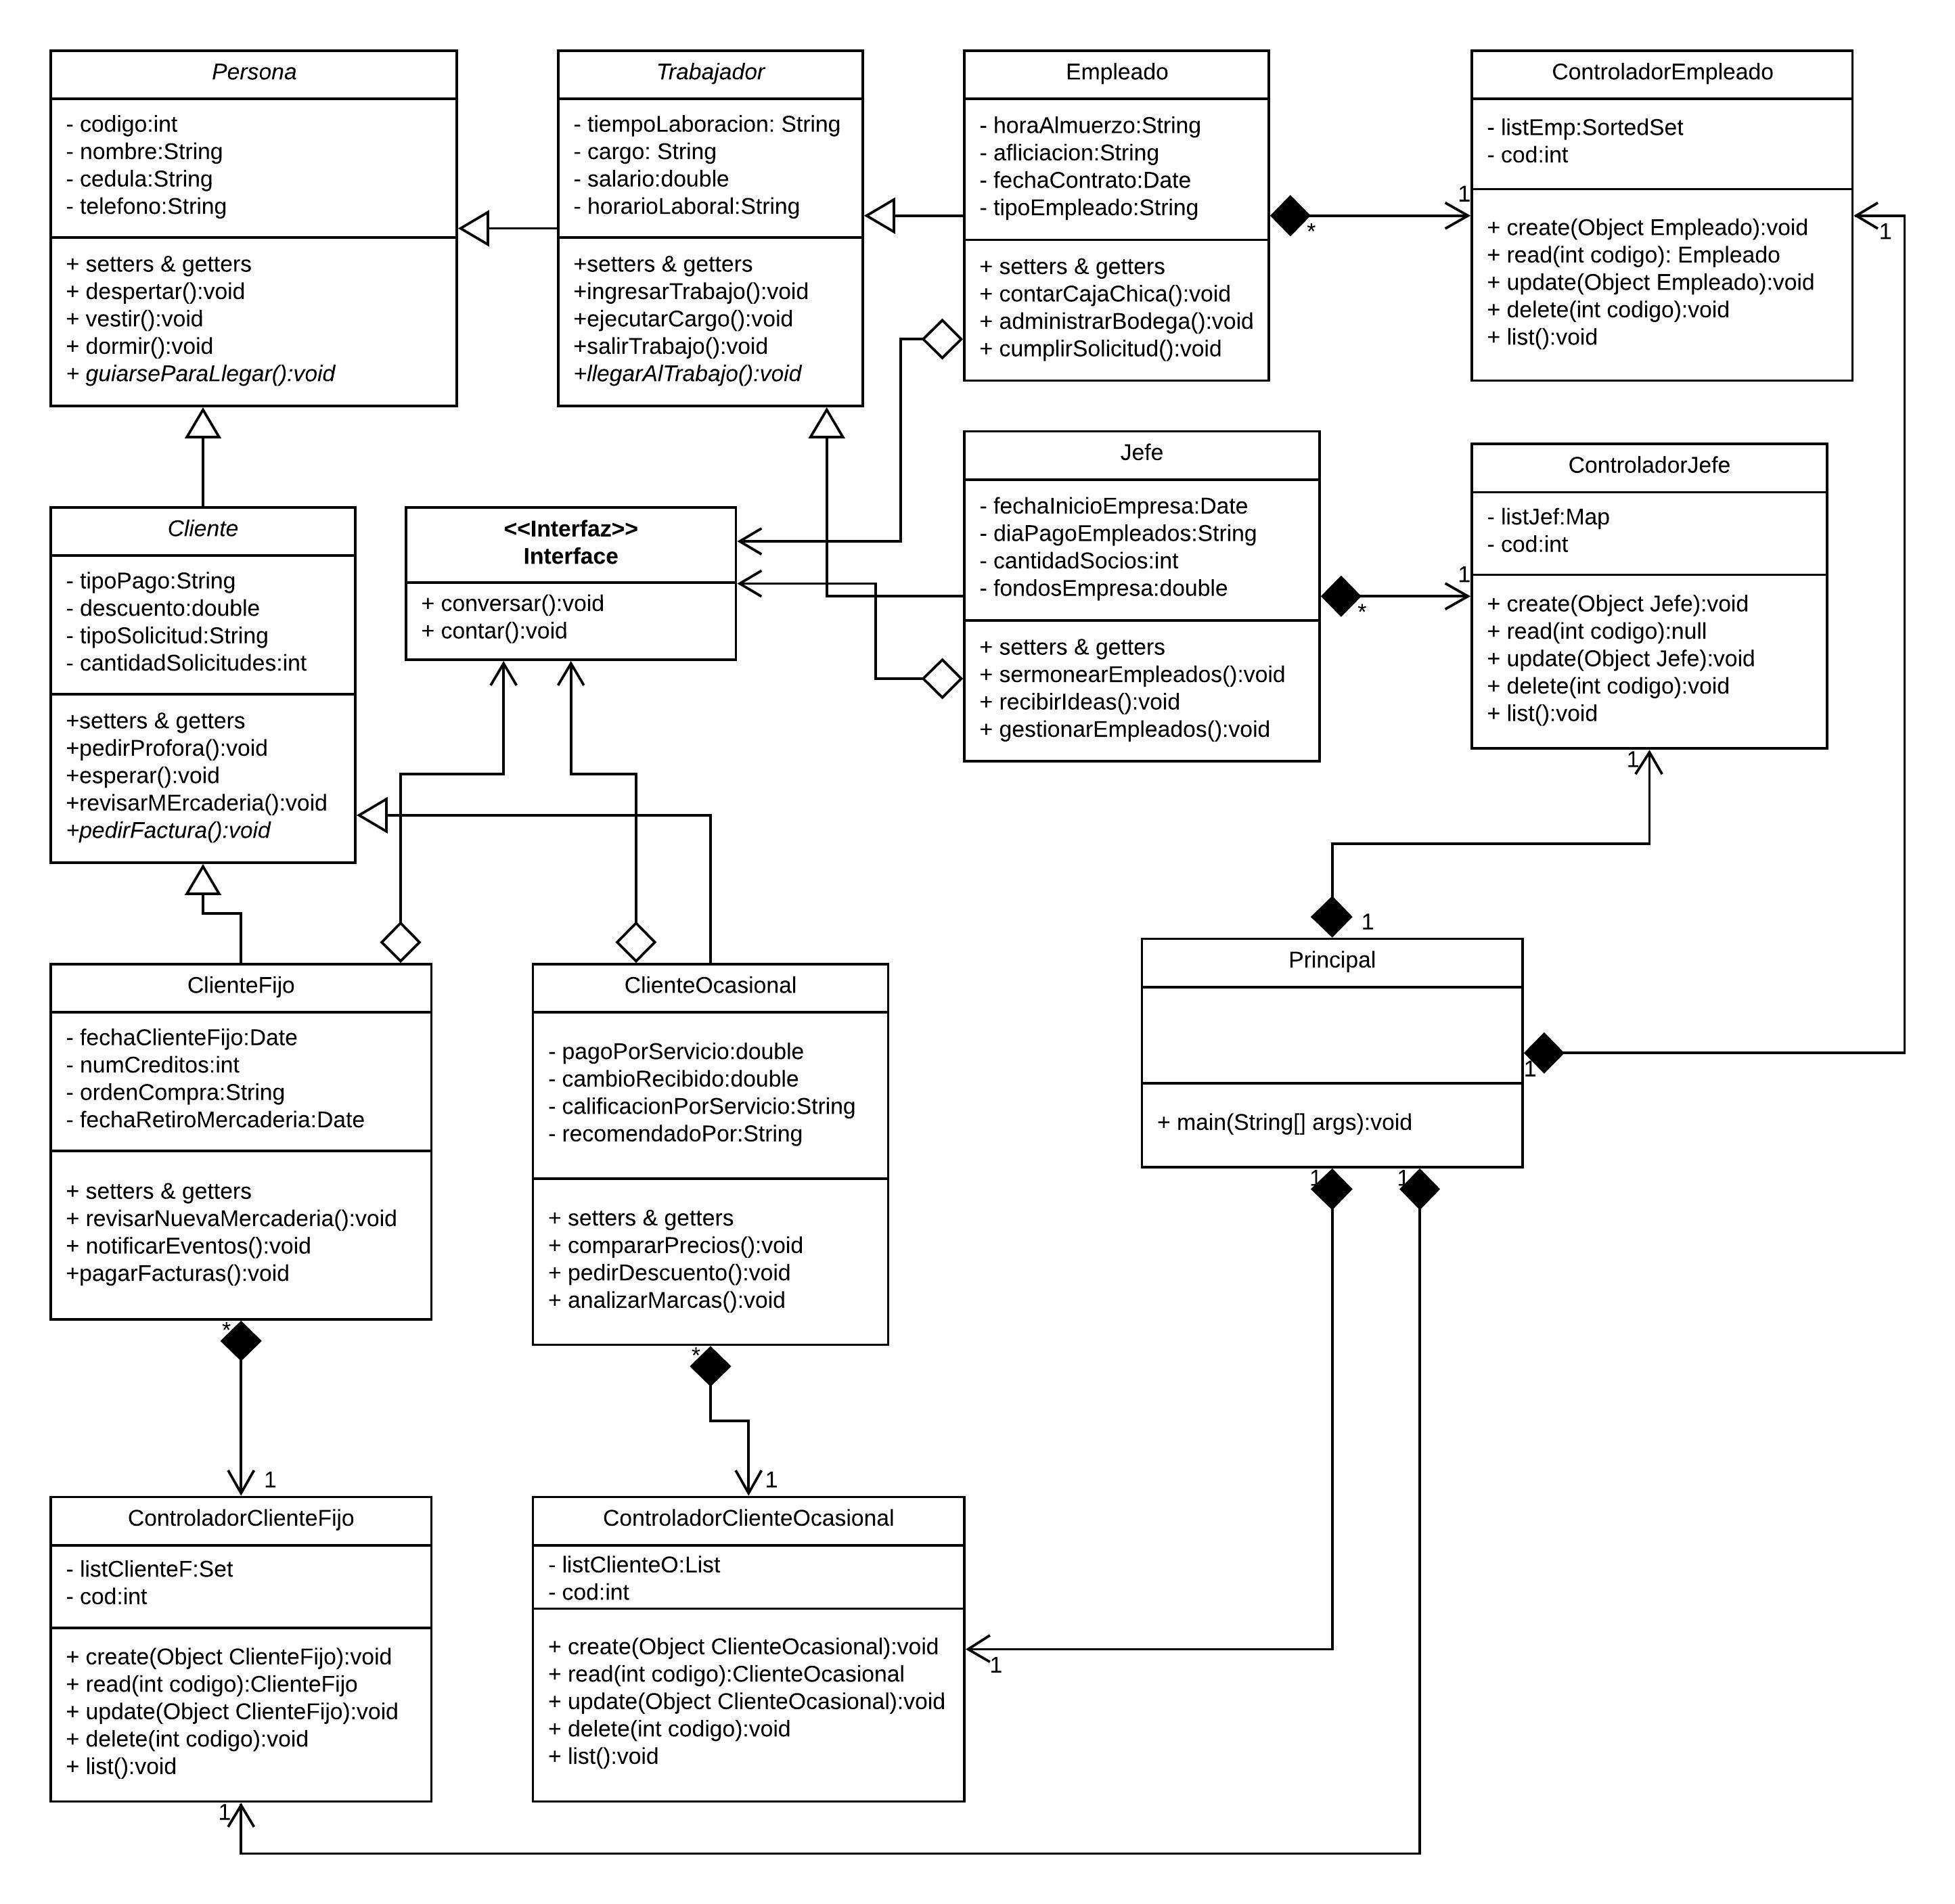 Persona
- codigo:int
- nombre:String
- cedula:String
- telefono:String
+ setters & getters
+ despertar():void
+ vestir():void
+ dormir():void
+ guiarseParaLlegar():void
Trabajador
- tiempoLaboracion: String
- cargo: String
- salario:double
- horarioLaboral:String
+setters & getters
+ingresarTrabajo():void
+ejecutarCargo():void
+salirTrabajo():void
+llegarAlTrabajo():void
Empleado
- horaAlmuerzo:String
- afliciacion:String
- fechaContrato:Date
- tipoEmpleado:String
+ setters & getters
+ contarCajaChica():void
+ administrarBodega():void
+ cumplirSolicitud():void
*
1
ControladorEmpleado
- listEmp:SortedSet
- cod:int
+ create(Object Empleado):void
+ read(int codigo): Empleado
+ update(Object Empleado):void
+ delete(int codigo):void
+ list():void
1
Cliente
- tipoPago:String
- descuento:double
- tipoSolicitud:String
- cantidadSolicitudes:int
+setters & getters
+pedirProfora():void
+esperar():void
+revisarMErcaderia():void
+pedirFactura():void
<<Interfaz>>
Interface
+ conversar():void
+ contar():void
Jefe
- fechaInicioEmpresa:Date
- diaPagoEmpleados:String
- cantidadSocios:int
- fondosEmpresa:double
+ setters & getters
+ sermonearEmpleados():void
+ recibirIdeas():void
+ gestionarEmpleados():void
*
1
ControladorJefe
- listJef:Map
- cod:int
+ create(Object Jefe):void
+ read(int codigo):null
+ update(Object Jefe):void
+ delete(int codigo):void
+ list():void
1
ClienteFijo
- fechaClienteFijo:Date
- numCreditos:int
- ordenCompra:String
- fechaRetiroMercaderia:Date
+ setters & getters
+ revisarNuevaMercaderia():void
+ notificarEventos():void
+pagarFacturas():void
*
1
ClienteOcasional
- pagoPorServicio:double
- cambioRecibido:double
- calificacionPorServicio:String
- recomendadoPor:String
+ setters & getters
+ compararPrecios():void
+ pedirDescuento():void
+ analizarMarcas():void
*
1
1
Principal
+ main(String[] args):void
1
1
1
ControladorClienteFijo
- listClienteF:Set
- cod:int
+ create(Object ClienteFijo):void
+ read(int codigo):ClienteFijo
+ update(Object ClienteFijo):void
+ delete(int codigo):void
+ list():void
1
ControladorClienteOcasional
- listClienteO:List
- cod:int
+ create(Object ClienteOcasional):void
+ read(int codigo):ClienteOcasional
+ update(Object ClienteOcasional):void
+ delete(int codigo):void
+ list():void
1